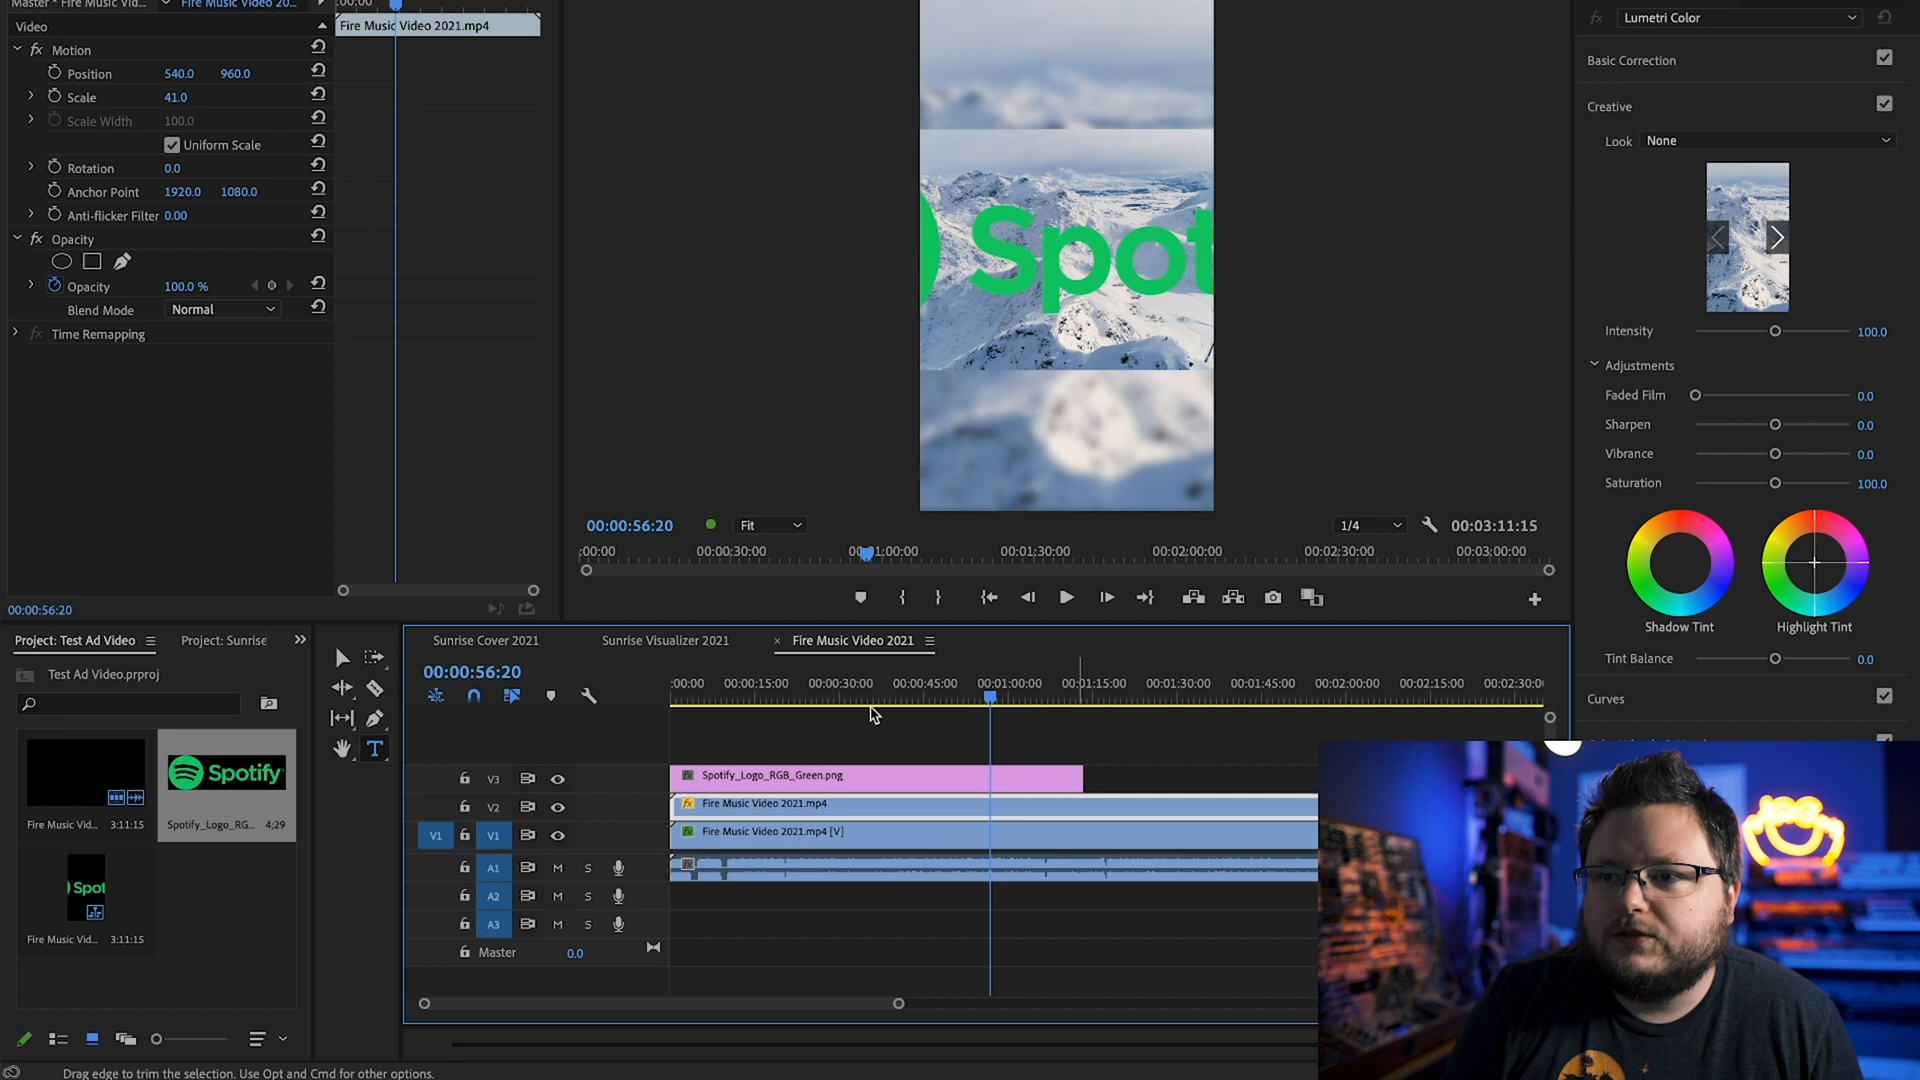 Master * Fire Music Vid...
Fire Music Video 20...
:00:00
Video
Fire Music Video 2021.mp4
fx Motion
Position 540.0 960.0
Scale 41.0
Scale Width 100.0
Uniform Scale
Rotation 0.0
Anchor Point 1920.0 1080.0
Anti-flicker Filter 0.00
fx Opacity
Opacity 100.0 %
Blend Mode Normal
fx Time Remapping
00:00:56:20
Spot
00:00:56:20 Fit 1/4 00:03:11:15
:00:00 00:00:30:00 00:01:00:00 00:01:30:00 00:02:00:00 00:02:30:00 00:03:00:00
fx Lumetri Color
Basic Correction
Creative
Look None
Intensity 100.0
Adjustments
Faded Film 0.0
Sharpen 0.0
Vibrance 0.0
Saturation 100.0
Shadow Tint Highlight Tint
Tint Balance 0.0
Curves
Project: Test Ad Video Project: Sunrise
Test Ad Video.prproj
Spotify
Fire Music Vid... 3:11:15
Spotify_Logo_RG... 4;29
Spot
Fire Music Vid... 3:11:15
T
Sunrise Cover 2021 Sunrise Visualizer 2021 × Fire Music Video 2021
00:00:56:20
:00:00 00:00:15:00 00:00:30:00 00:00:45:00 00:01:00:00 00:01:15:00 00:01:30:00 00:01:45:00 00:02:00:00 00:02:15:00 00:02:30:00
V3 fx Spotify_Logo_RGB_Green.png
V2 fx Fire Music Video 2021.mp4
V1 V1 fx Fire Music Video 2021.mp4 [V]
A1 M S fx
A2 M S
A3 M S
Master 0.0
Drag edge to trim the selection. Use Opt and Cmd for other options.